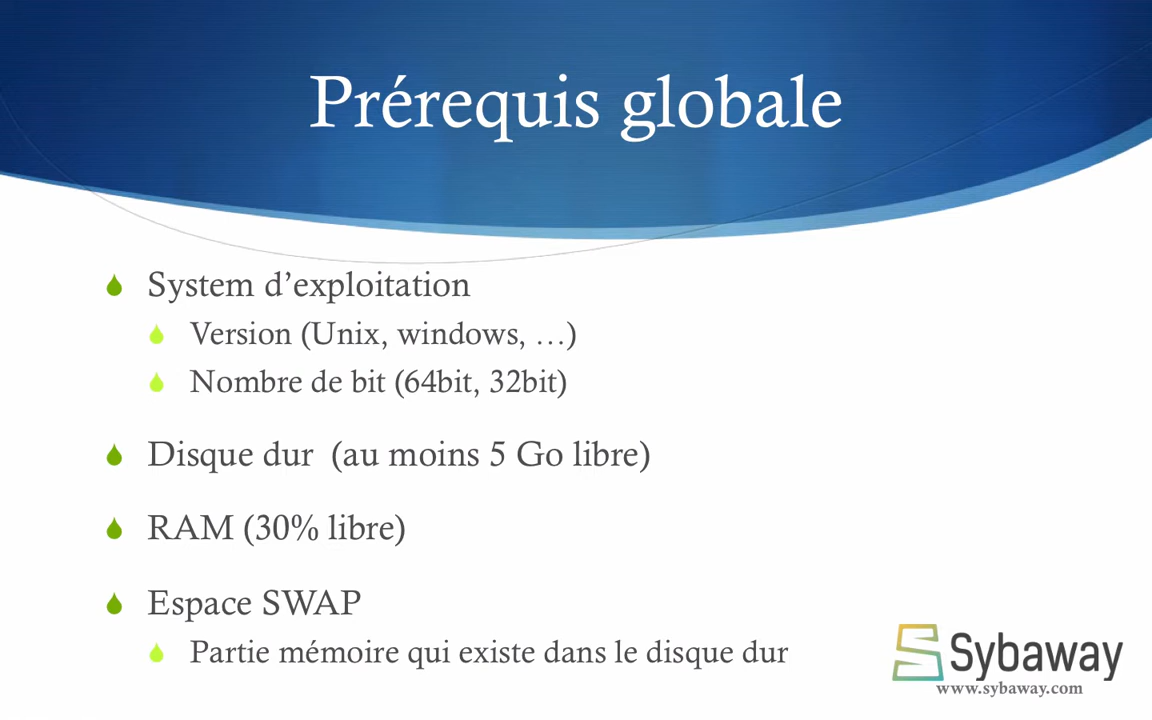 Prérequis globale
System d’exploitation
Version (Unix, windows, …)
Nombre de bit (64bit, 32bit)
Disque dur (au moins 5 Go libre)
RAM (30% libre)
Espace SWAP
Partie mémoire qui existe dans le disque dur
Sybaway
www.sybaway.com